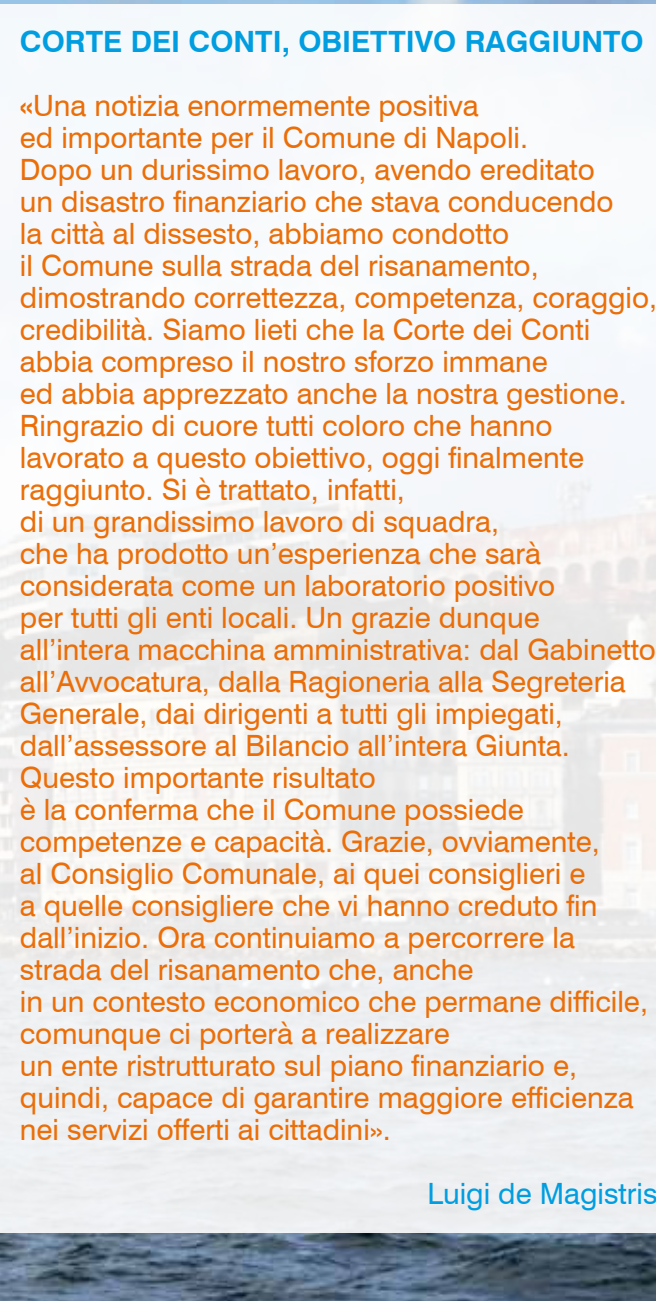 CORTE DEI CONTI, OBIETTIVO RAGGIUNTO
«Una notizia enormemente positiva
ed importante per il Comune di Napoli.
Dopo un durissimo lavoro, avendo ereditato
un disastro finanziario che stava conducendo
la città al dissesto, abbiamo condotto
il Comune sulla strada del risanamento,
dimostrando correttezza, competenza, coraggio,
credibilità. Siamo lieti che la Corte dei Conti
abbia compreso il nostro sforzo immane
ed abbia apprezzato anche la nostra gestione.
Ringrazio di cuore tutti coloro che hanno
lavorato a questo obiettivo, oggi finalmente
raggiunto. Si è trattato, infatti,
di un grandissimo lavoro di squadra,
che ha prodotto un’esperienza che sarà
considerata come un laboratorio positivo
per tutti gli enti locali. Un grazie dunque
all’intera macchina amministrativa: dal Gabinetto
all’Avvocatura, dalla Ragioneria alla Segreteria
Generale, dai dirigenti a tutti gli impiegati,
dall’assessore al Bilancio all’intera Giunta.
Questo importante risultato
è la conferma che il Comune possiede
competenze e capacità. Grazie, ovviamente,
al Consiglio Comunale, ai quei consiglieri e
a quelle consigliere che vi hanno creduto fin
dall’inizio. Ora continuiamo a percorrere la
strada del risanamento che, anche
in un contesto economico che permane difficile,
comunque ci porterà a realizzare
un ente ristrutturato sul piano finanziario e,
quindi, capace di garantire maggiore efficienza
nei servizi offerti ai cittadini».
Luigi de Magistris